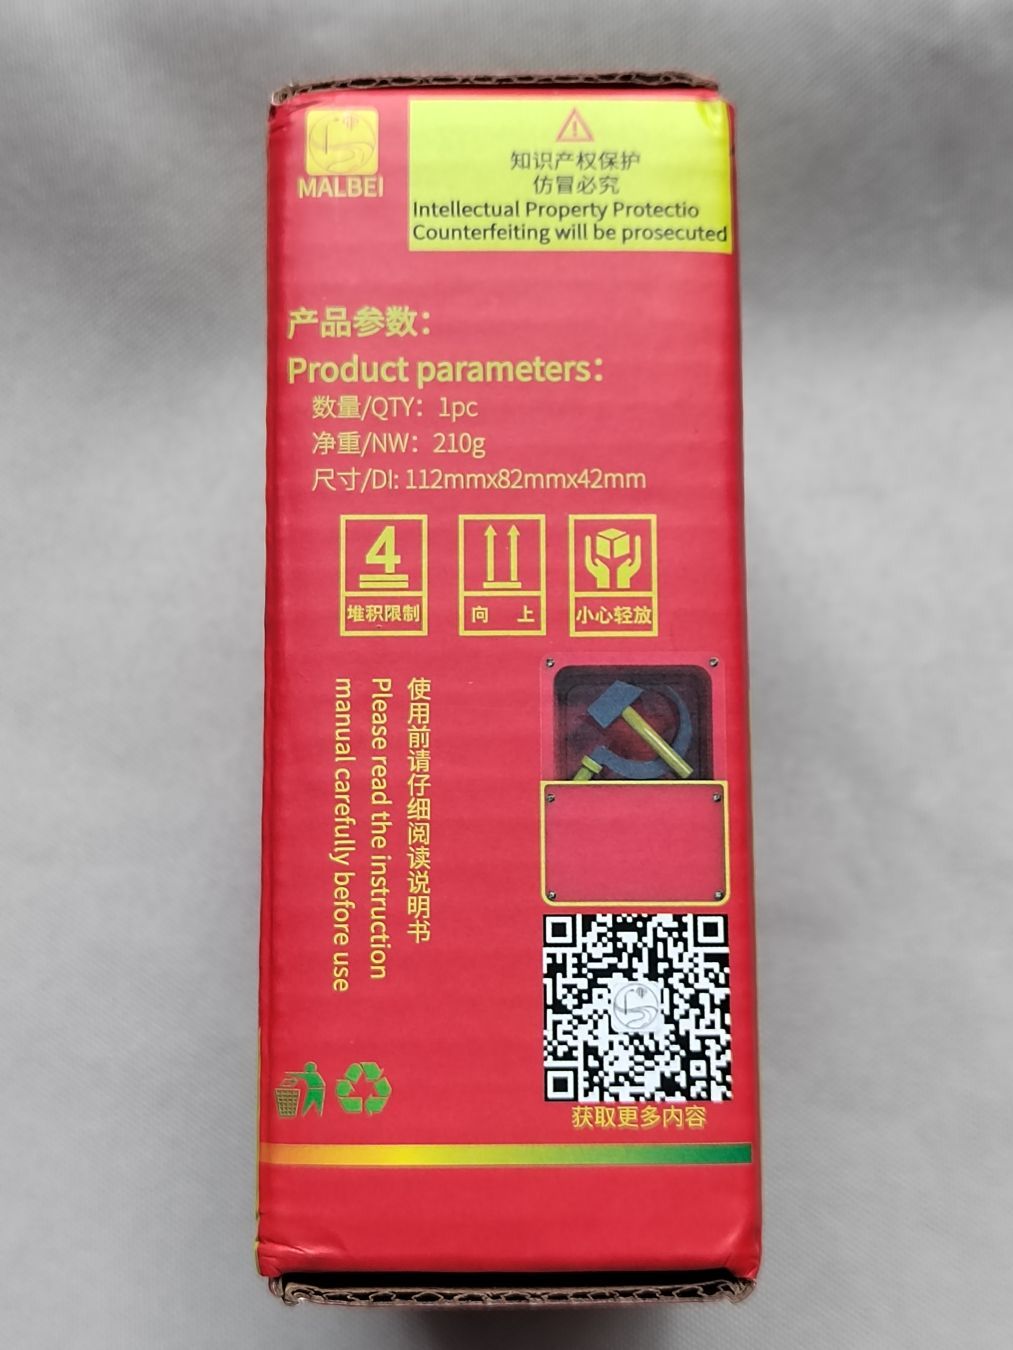 MALBEI
知识产权保护
仿冒必究
Intellectual Property Protectio
Counterfeiting will be prosecuted
产品参数：
Product parameters：
数量/QTY：1pc
净重/NW：210g
尺寸/DI: 112mmx82mmx42mm
4
堆积限制
向 上
小心轻放
使用前请仔细阅读说明书
Please read the instruction
manual carefully before use
获取更多内容